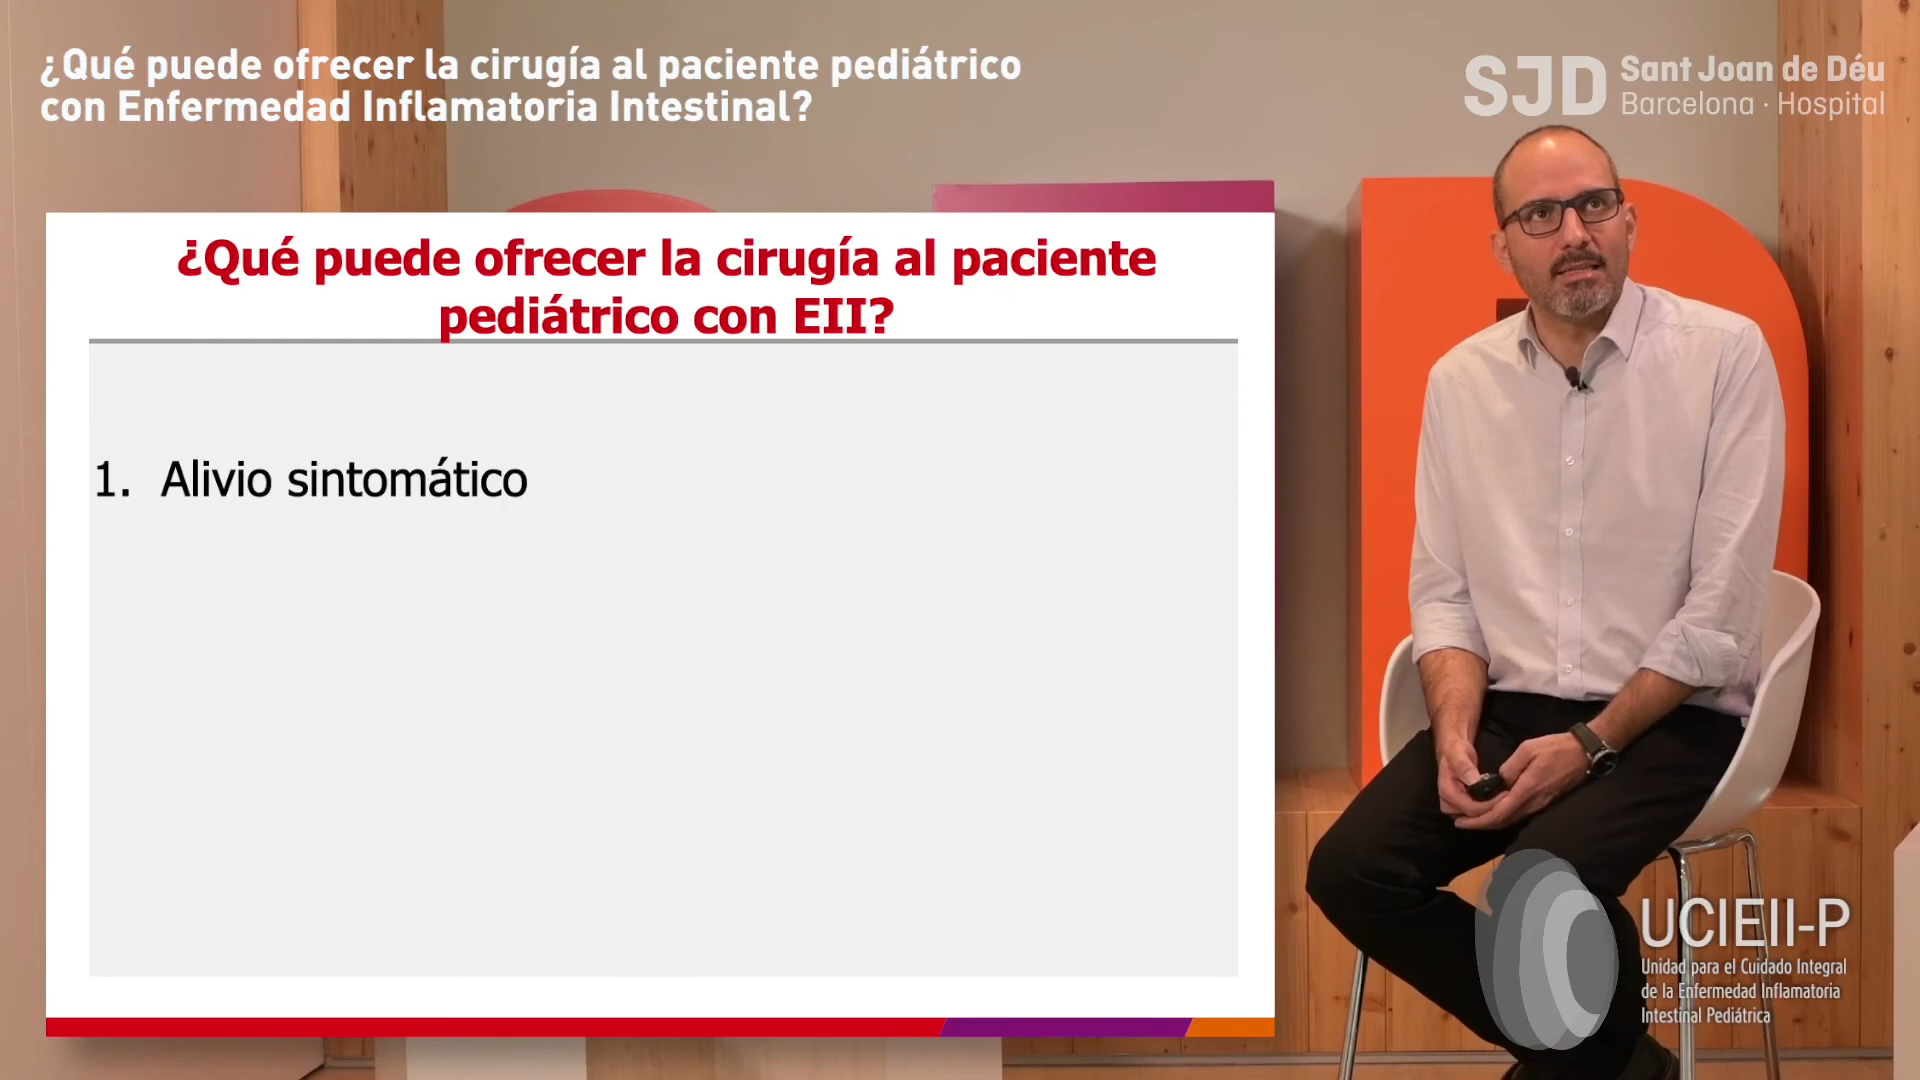 ¿Qué puede ofrecer la cirugía al paciente pediátrico
con Enfermedad Inflamatoria Intestinal?
SJD Sant Joan de Déu
Barcelona · Hospital
¿Qué puede ofrecer la cirugía al paciente
pediátrico con EII?
1. Alivio sintomático
UCIEII-P
Unidad para el Cuidado Integral
de la Enfermedad Inflamatoria
Intestinal Pediátrica